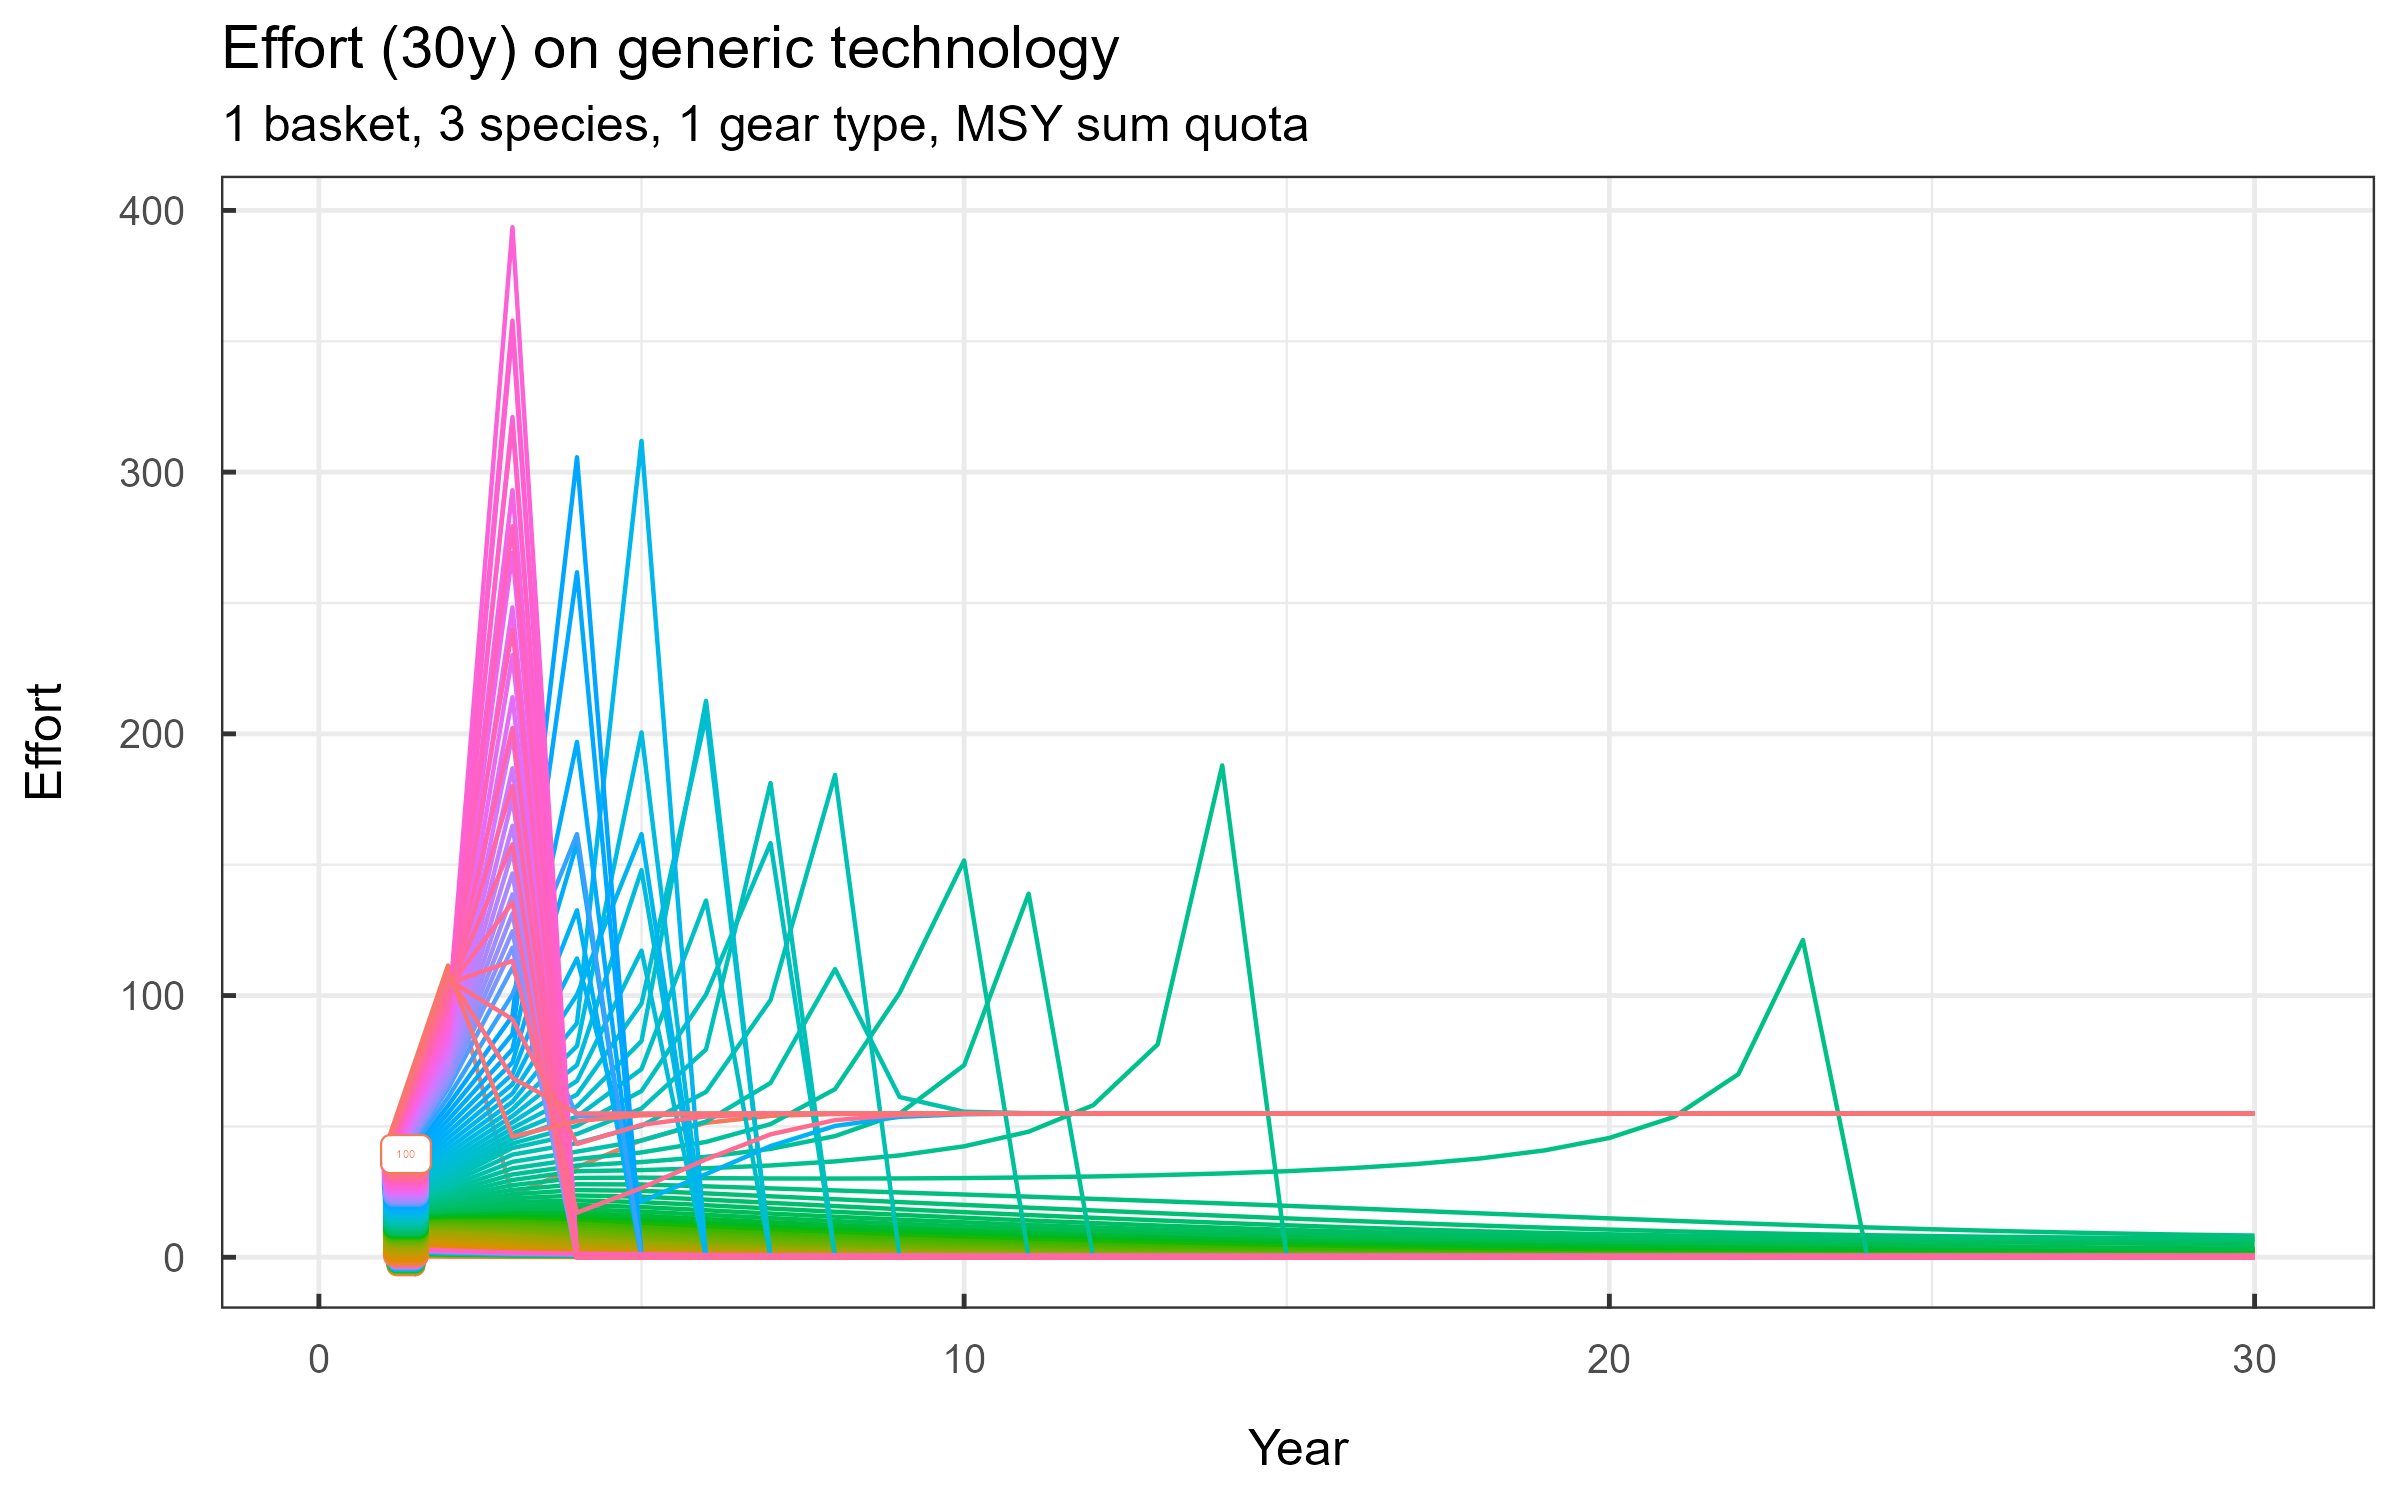 Effort (30y) on generic technology
1 basket, 3 species, 1 gear type, MSY sum quota
400
300
200
100
0
Effort
100
0
10
20
30
Year